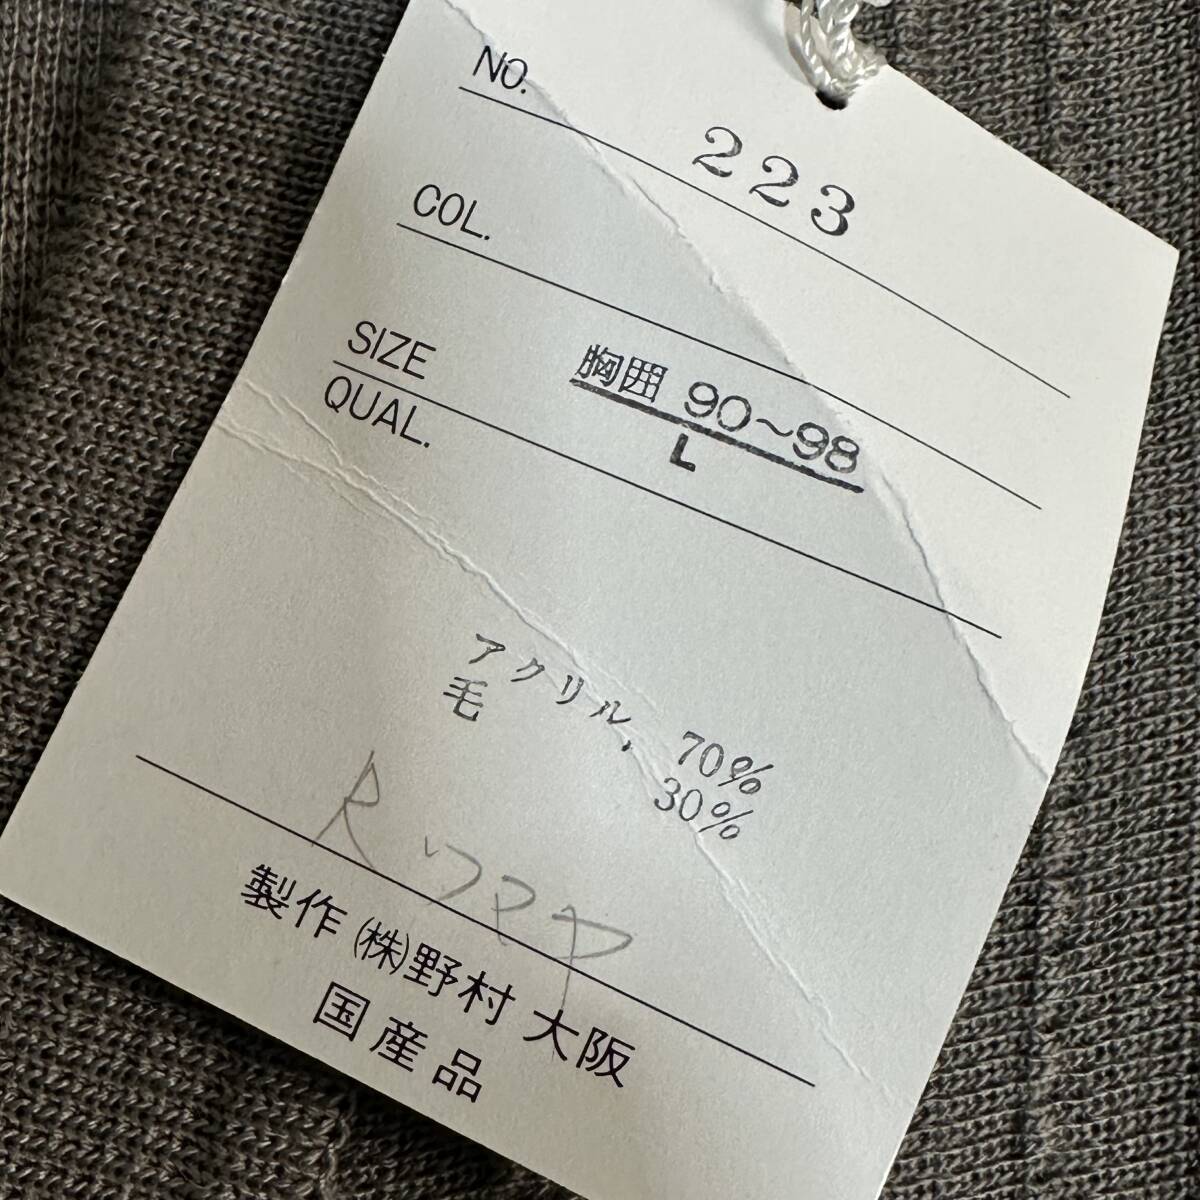 NO. 223
COL.
SIZE 胸囲 90~98
L
QUAL.
アクリル、 70%
毛 30%
製作 (株)野村 大阪
国産品